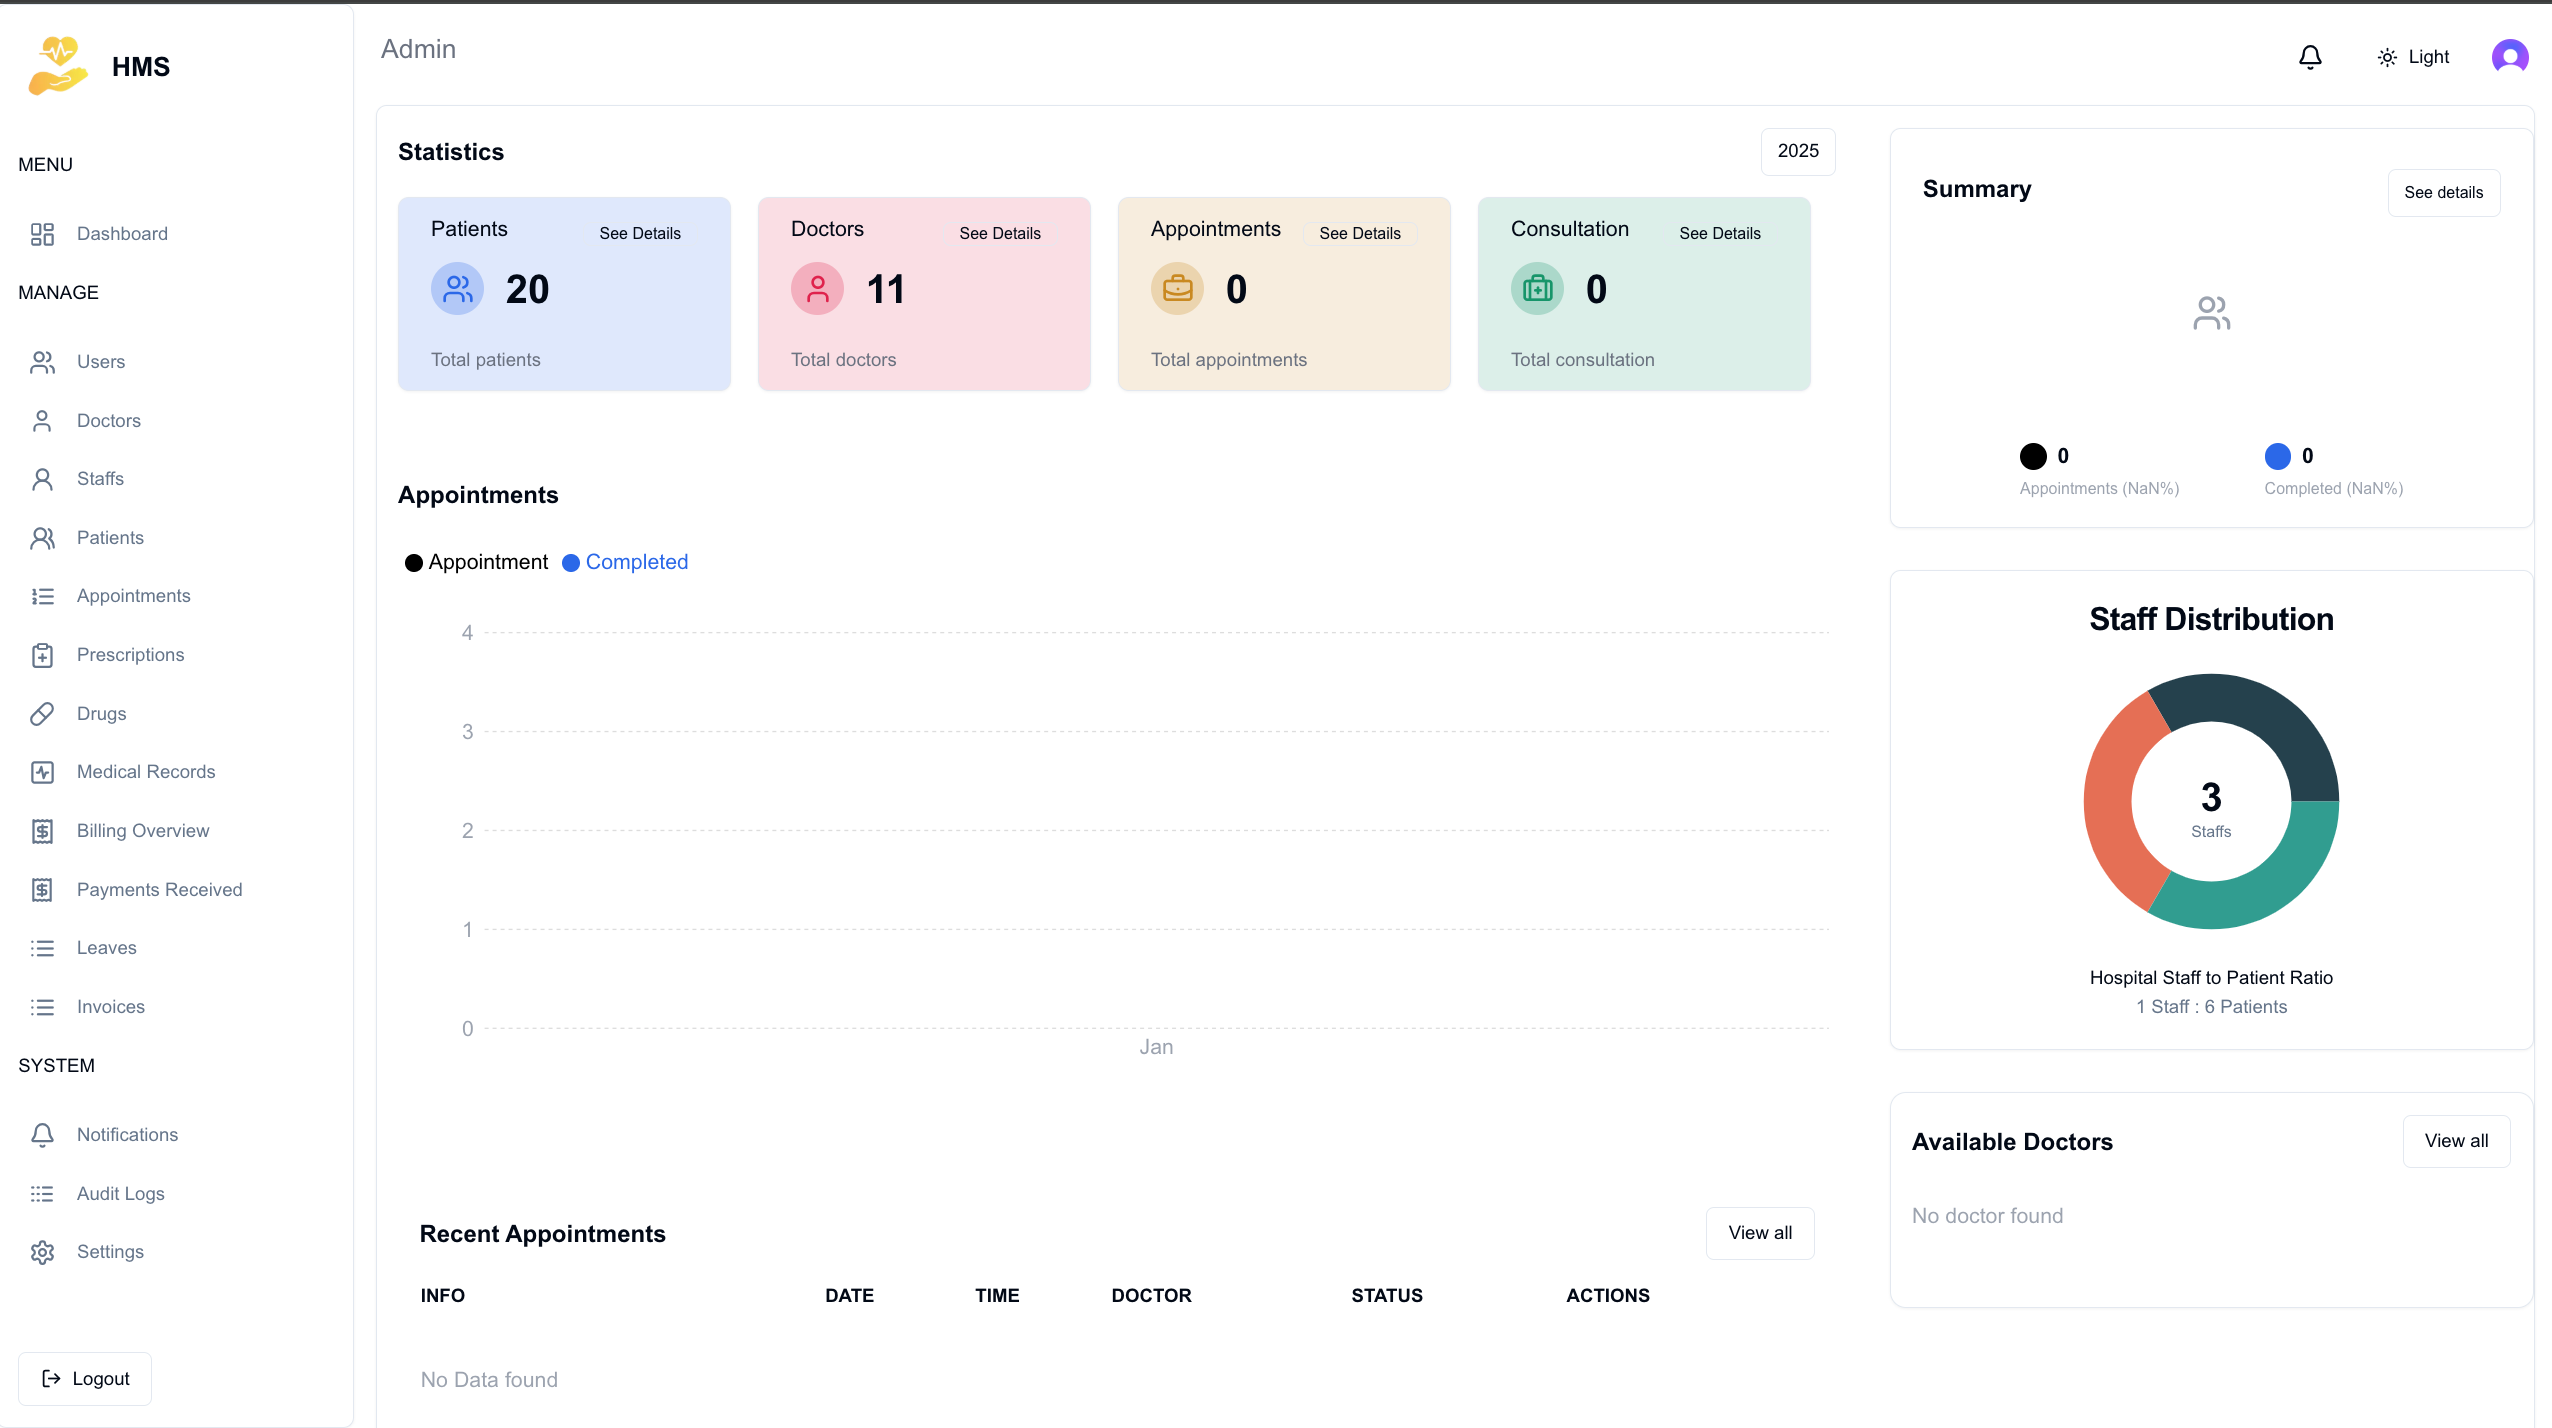 HMS
MENU
Dashboard
MANAGE
Users
Doctors
Staffs
Patients
Appointments
Prescriptions
Drugs
Medical Records
Billing Overview
Payments Received
Leaves
Invoices
SYSTEM
Notifications
Audit Logs
Settings
Logout
Admin
Light
Statistics
2025
Patients See Details
20
Total patients
Doctors See Details
11
Total doctors
Appointments See Details
0
Total appointments
Consultation See Details
0
Total consultation
Appointments
Appointment Completed
4
3
2
1
0
Jan
Recent Appointments
View all
INFO DATE TIME DOCTOR STATUS ACTIONS
No Data found
Summary
See details
0
Appointments (NaN%)
0
Completed (NaN%)
Staff Distribution
3
Staffs
Hospital Staff to Patient Ratio
1 Staff : 6 Patients
Available Doctors
View all
No doctor found